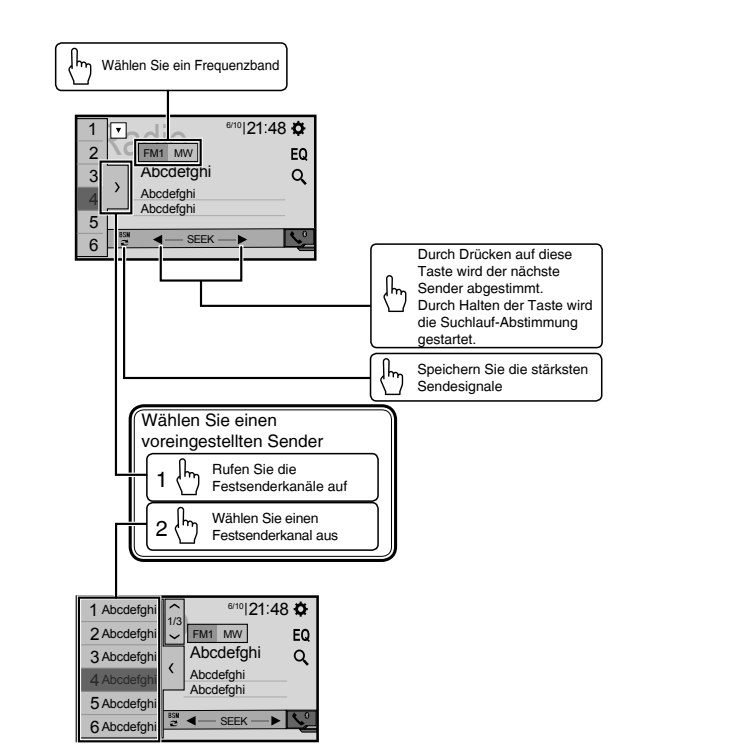 Wählen Sie ein Frequenzband
1
2
3
4
5
6
Radio
6/10 21:48
FM1 MW
EQ
Abcdefghi
Abcdefghi
Abcdefghi
BSM
SEEK
Durch Drücken auf diese
Taste wird der nächste
Sender abgestimmt.
Durch Halten der Taste wird
die Suchlauf-Abstimmung
gestartet.
Speichern Sie die stärksten
Sendesignale
Wählen Sie einen
voreingestellten Sender
1 Rufen Sie die
Festsenderkanäle auf
2 Wählen Sie einen
Festsenderkanal aus
1 Abcdefghi
2 Abcdefghi
3 Abcdefghi
4 Abcdefghi
5 Abcdefghi
6 Abcdefghi
1/3
6/10 21:48
FM1 MW
EQ
Abcdefghi
Abcdefghi
Abcdefghi
BSM
SEEK